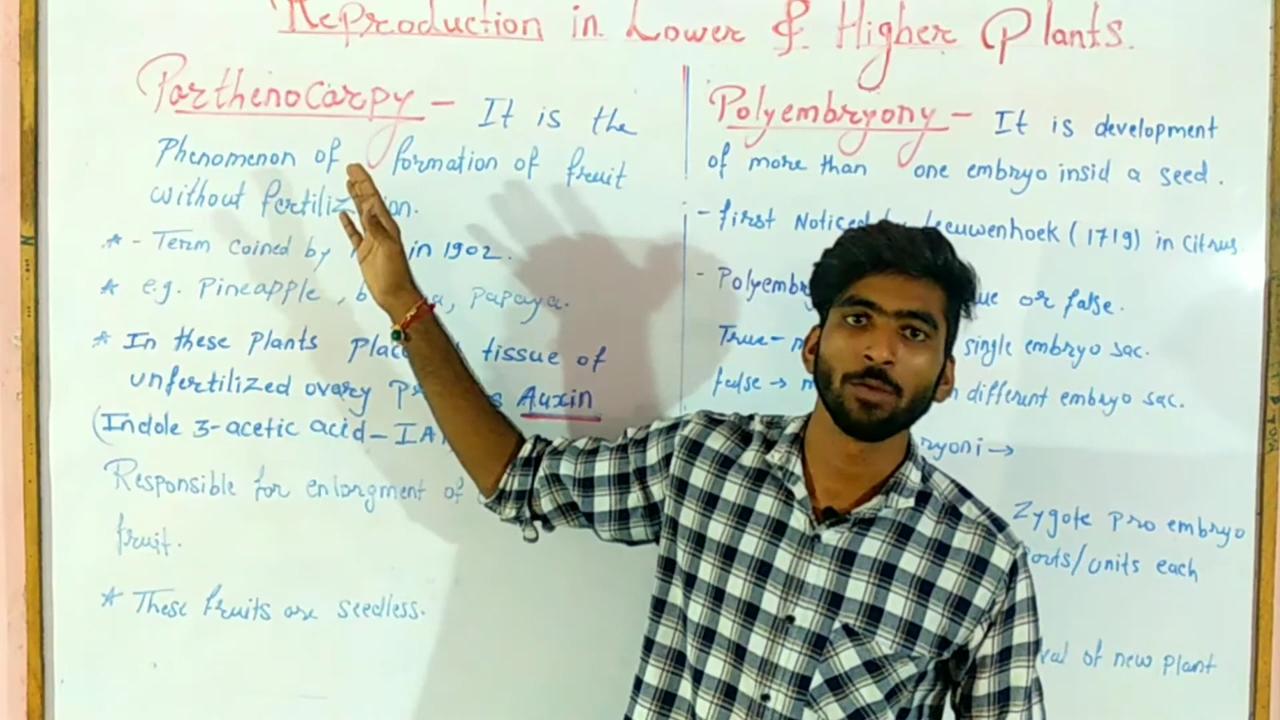 Reproduction in Lower & Higher Plants.
Parthenocarpy - It is the
Phenomenon of formation of fruit
without fertiliz on.
* - Term coined by in 1902.
* e.g. Pineapple, b a, Papaya.
* In these Plants Plac tissue of
unfertilized ovary Pr s Auxin
(Indole 3-acetic acid - IA
Responsible for enlargment of
fruit.
* These fruits are seedless.
Polyembryony - It is development
of more than one embryo insid a seed.
- first Noticed by Leeuwenhoek (1719) in Citrus
- Polyemb ue or false.
True - single embryo sac.
false → n different embryo sac.
ryoni →
Zygote Pro embryo
Parts/units each
val of new plant